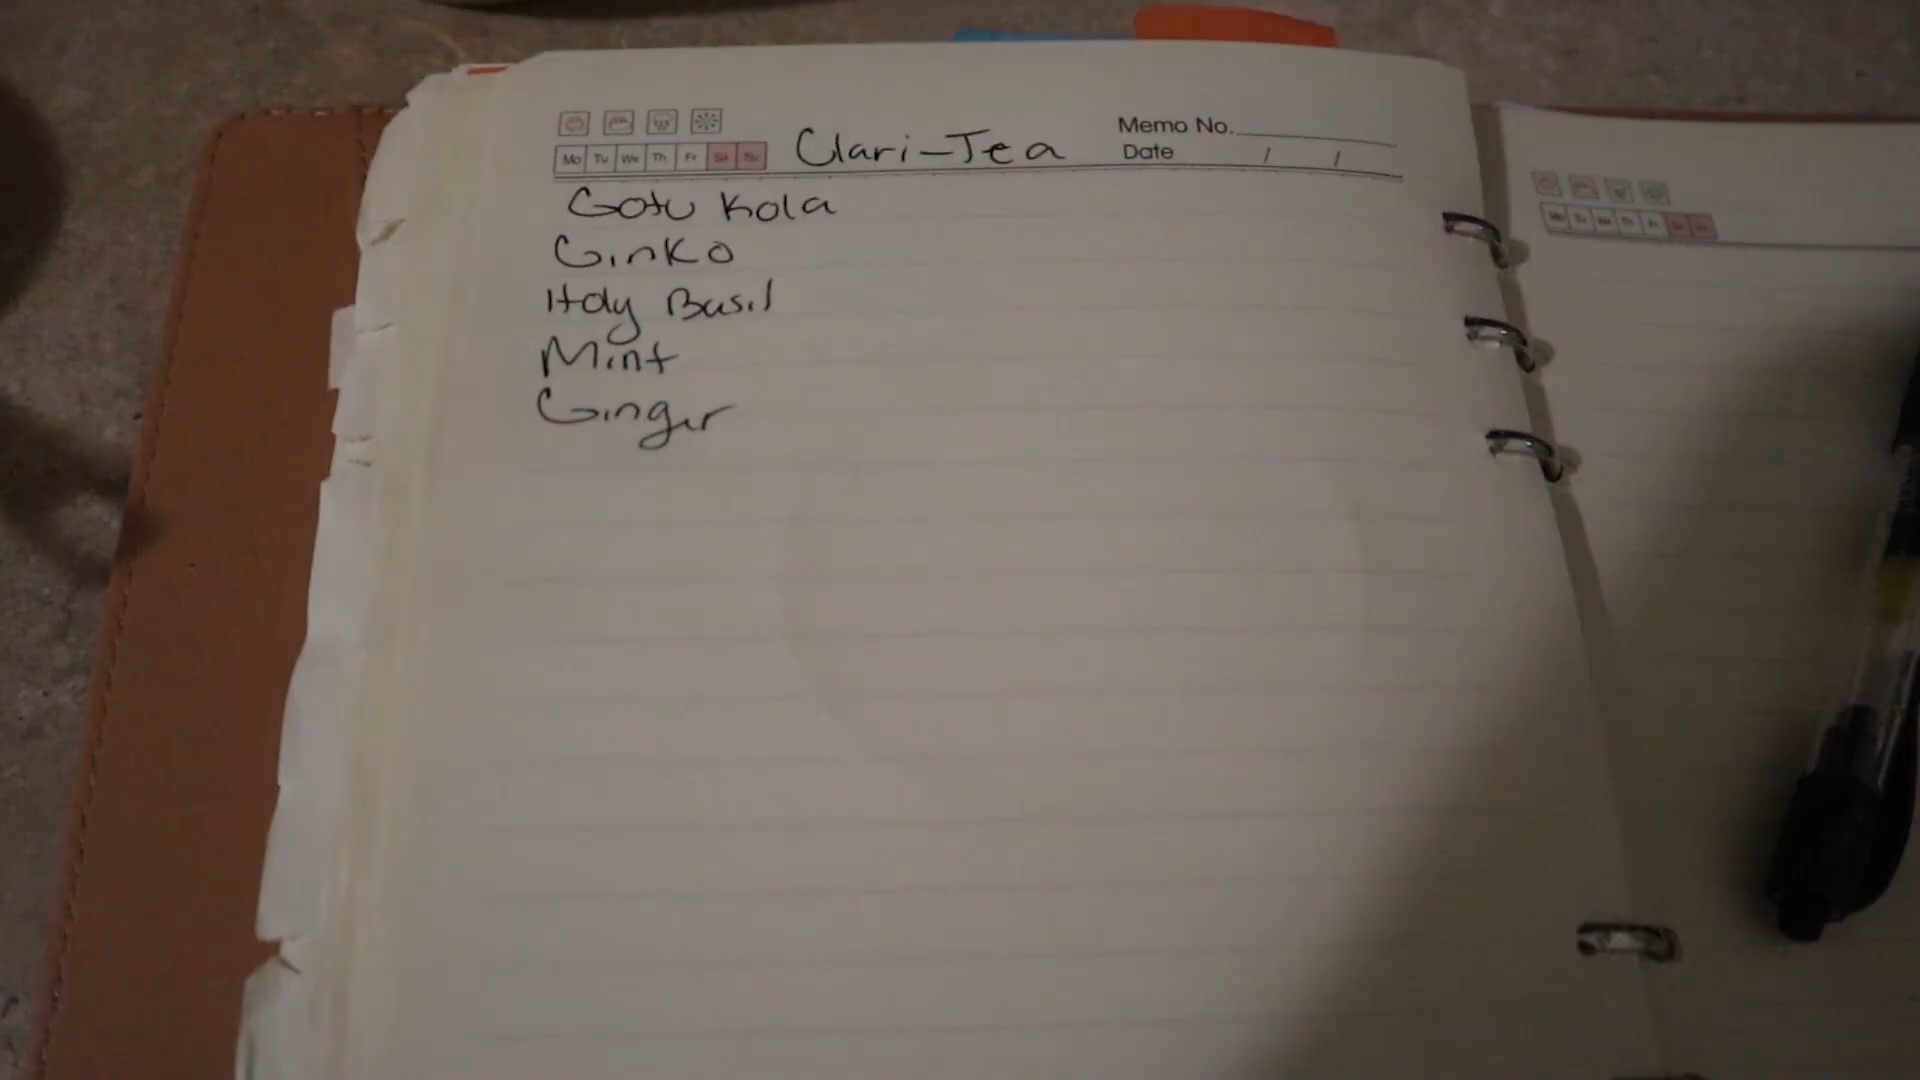 Clari-Tea
Memo No.
Date / /
Mo Tu We Th Fr Sa Su
Gotu Kola
Ginko
Holy Basil
Mint
Ginger